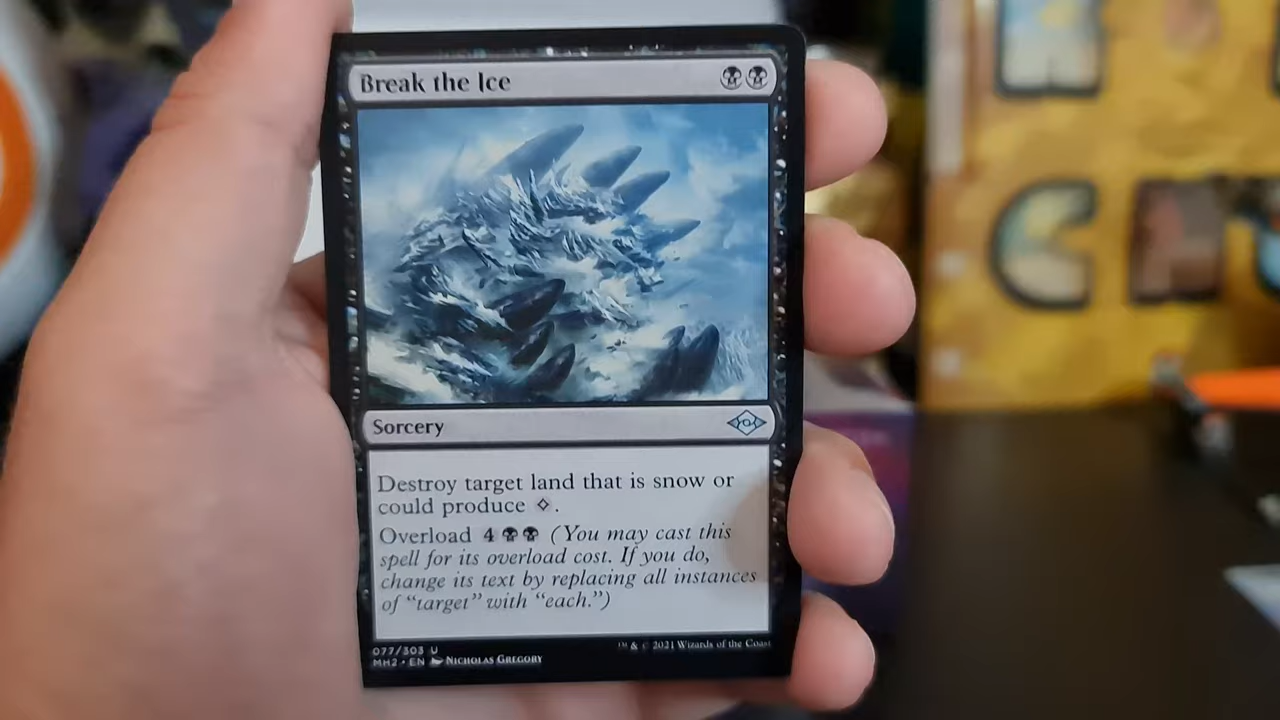 Break the Ice
Sorcery
Destroy target land that is snow or
could produce .
Overload 4 (You may cast this
spell for its overload cost. If you do,
change its text by replacing all instances
of “target” with “each.”)
077/303 U
MH2 • EN NICHOLAS GREGORY
™ & © 2021 Wizards of the Coast